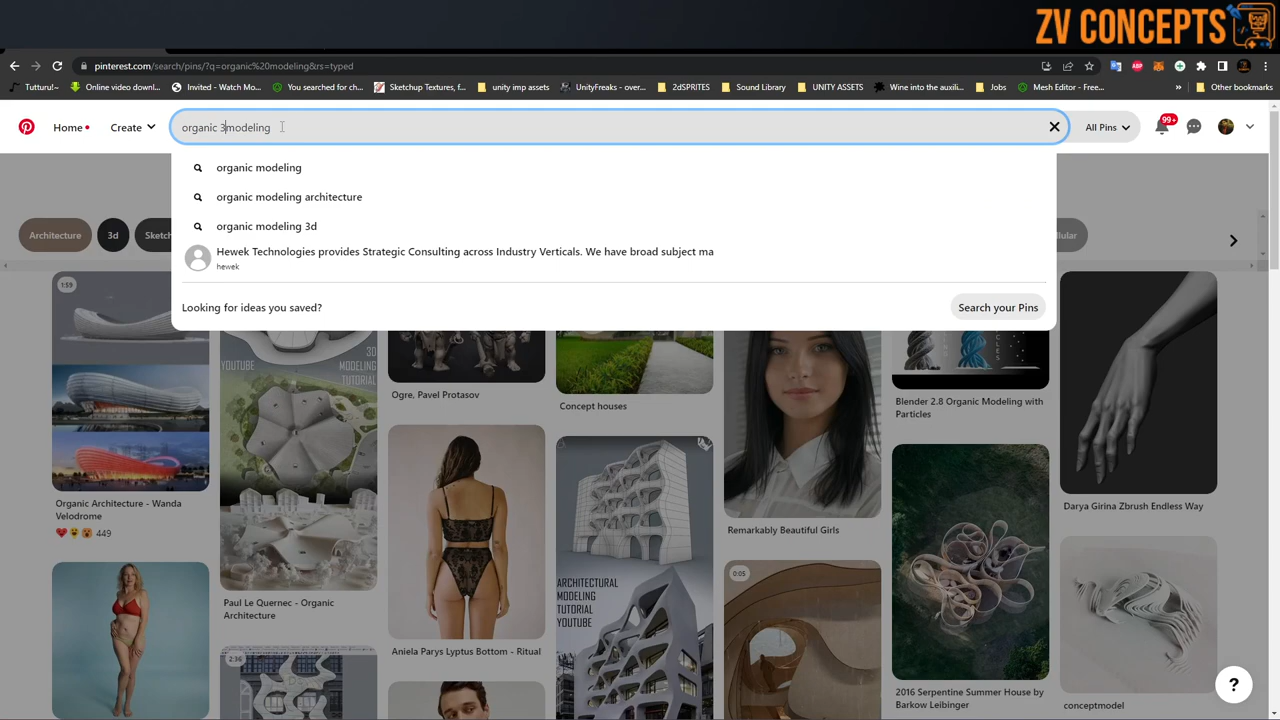 ZV CONCEPTS
pinterest.com/search/pins/?q=organic%20modeling&rs=typed
Tutturu!~
Online video downl...
Invited - Watch Mo...
You searched for ch...
Sketchup Textures, f...
unity imp assets
UnityFreaks - over...
2dSPRITES
Sound Library
UNITY ASSETS
Wine into the auxilii...
Jobs
Mesh Editor - Free...
»
Other bookmarks
Home
Create
organic 3modeling
All Pins
99+
organic modeling
organic modeling architecture
organic modeling 3d
Hewek Technologies provides Strategic Consulting across Industry Verticals. We have broad subject ma
hewek
Looking for ideas you saved?
Search your Pins
Architecture
3d
Sketch
llular
1:59
Organic Architecture - Wanda
Velodrome
449
YOUTUBE
3D
MODELING
TUTORIAL
Paul Le Quernec - Organic
Architecture
2:36
Ogre, Pavel Protasov
Aniela Parys Lyptus Bottom - Ritual
Concept houses
ARCHITECTURAL
MODELING
TUTORIAL
YOUTUBE
Remarkably Beautiful Girls
0:05
Blender 2.8 Organic Modeling with
Particles
2016 Serpentine Summer House by
Barkow Leibinger
Darya Girina Zbrush Endless Way
conceptmodel
?